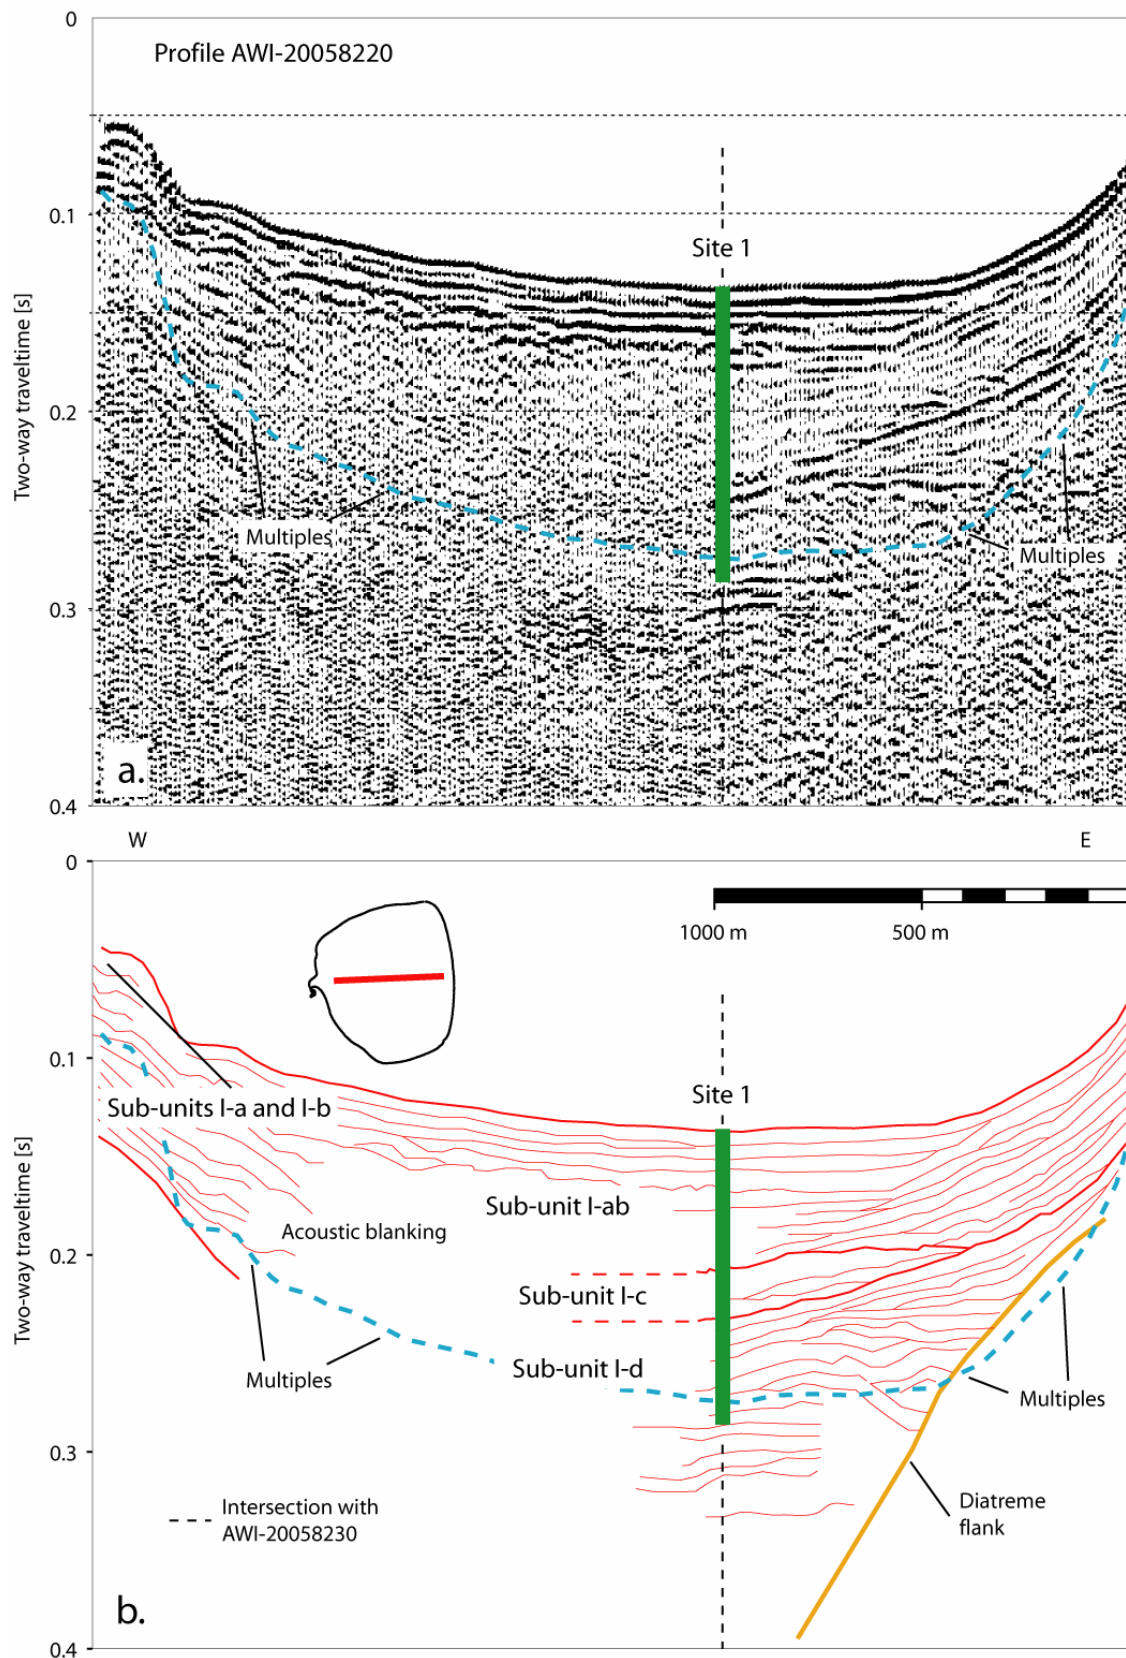 0
Profile AWI-20058220
0.1
Site 1
Two-way traveltime [s]
0.2
Multiples
Multiples
0.3
a.
0.4
W
E
0
1000 m
500 m
0.1
Site 1
Sub-units I-a and I-b
Two-way traveltime [s]
Sub-unit I-ab
Acoustic blanking
0.2
Sub-unit I-c
Sub-unit I-d
Multiples
Multiples
0.3
Intersection with
AWI-20058230
Diatreme
flank
b.
0.4